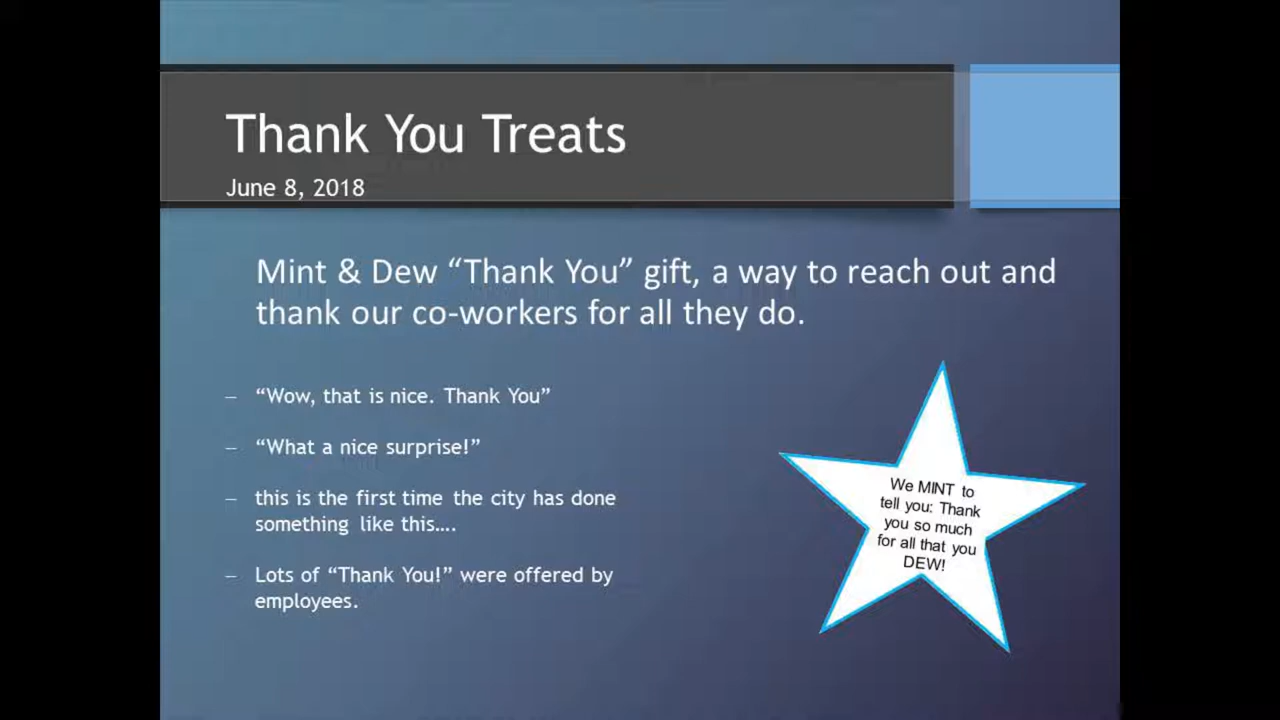 Thank You Treats
June 8, 2018
Mint & Dew “Thank You” gift, a way to reach out and
thank our co-workers for all they do.
– “Wow, that is nice. Thank You”
– “What a nice surprise!”
– this is the first time the city has done
something like this....
– Lots of “Thank You!” were offered by
employees.
We MINT to
tell you: Thank
you so much
for all that you
DEW!